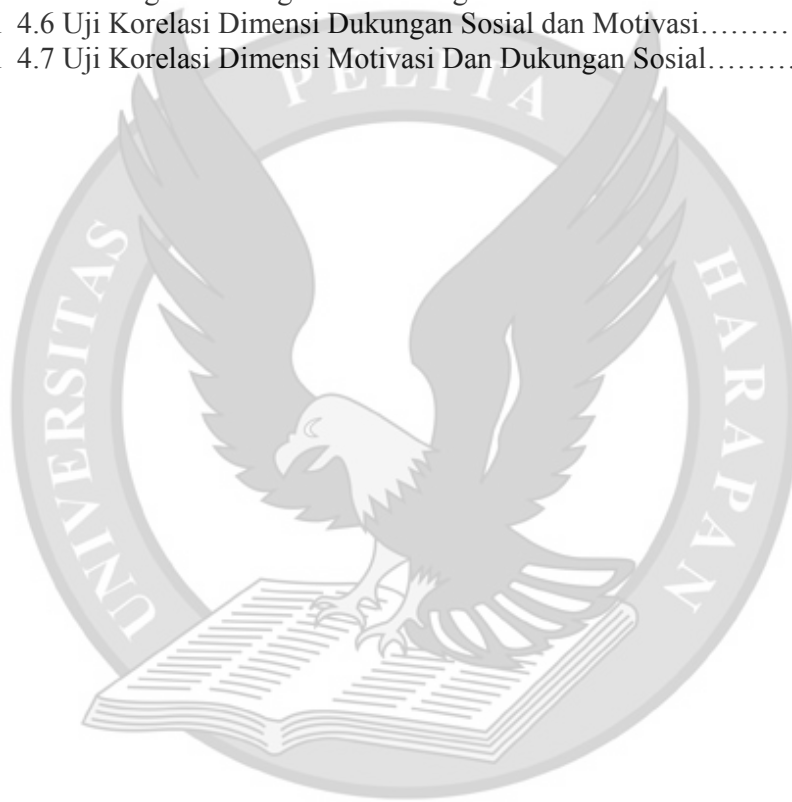 4.6 Uji Korelasi Dimensi Dukungan Sosial dan Motivasi………
4.7 Uji Korelasi Dimensi Motivasi Dan Dukungan Sosial………
UNIVERSITAS PELITA HARAPAN